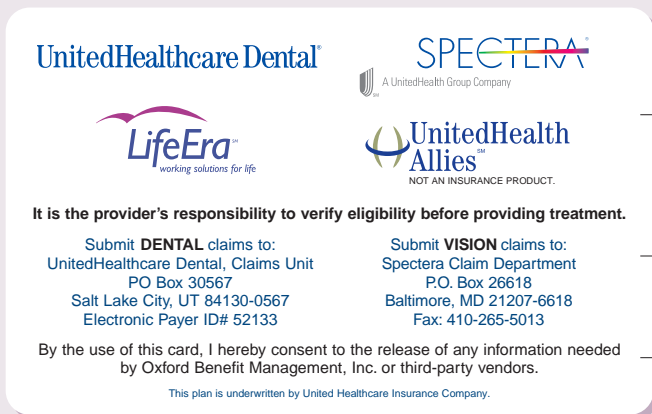 UnitedHealthcare Dental®
SPECTERA®
A UnitedHealth Group Company
SM
LifeEra SM
working solutions for life
UnitedHealth
Allies SM
NOT AN INSURANCE PRODUCT.
It is the provider's responsibility to verify eligibility before providing treatment.
Submit DENTAL claims to:
UnitedHealthcare Dental, Claims Unit
PO Box 30567
Salt Lake City, UT 84130-0567
Electronic Payer ID# 52133
Submit VISION claims to:
Spectera Claim Department
P.O. Box 26618
Baltimore, MD 21207-6618
Fax: 410-265-5013
By the use of this card, I hereby consent to the release of any information needed
by Oxford Benefit Management, Inc. or third-party vendors.
This plan is underwritten by United Healthcare Insurance Company.